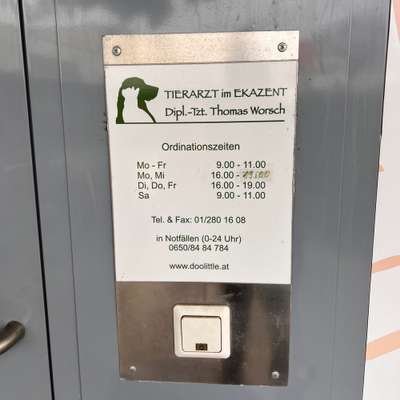 TIERARZT im EKAZENT
Dipl.-Tzt. Thomas Worsch
Ordinationszeiten
Mo - Fr 9.00 - 11.00
Mo, Mi 16.00 -
Di, Do, Fr 16.00 - 19.00
Sa 9.00 - 11.00
Tel. & Fax: 01/280 16 08
in Notfällen (0-24 Uhr)
0650/84 84 784
www.doolittle.at